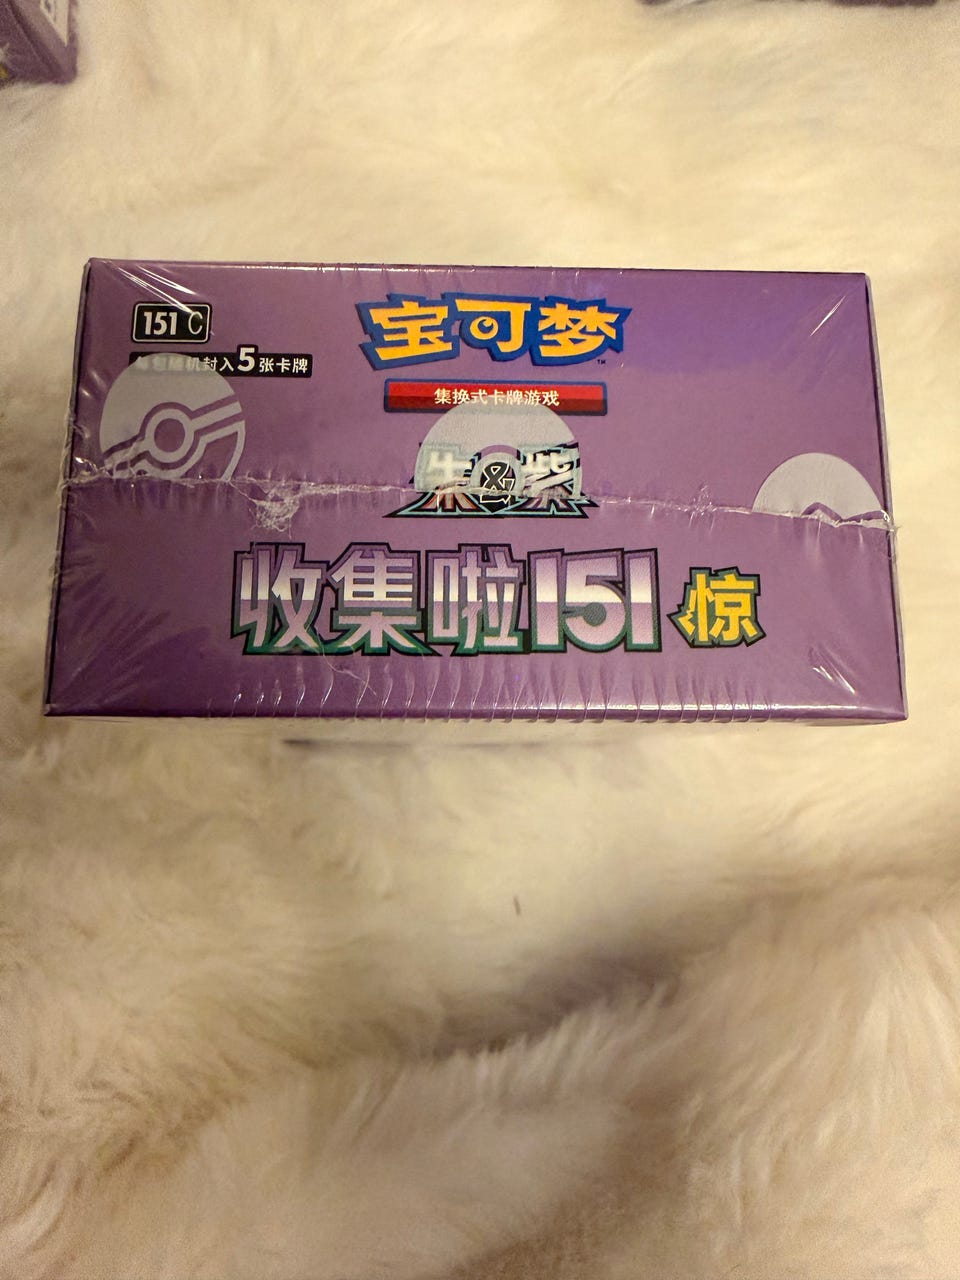 151 C
宝可梦
TM
每包随机封入5张卡牌
集换式卡牌游戏
朱&紫
收集啦151 惊